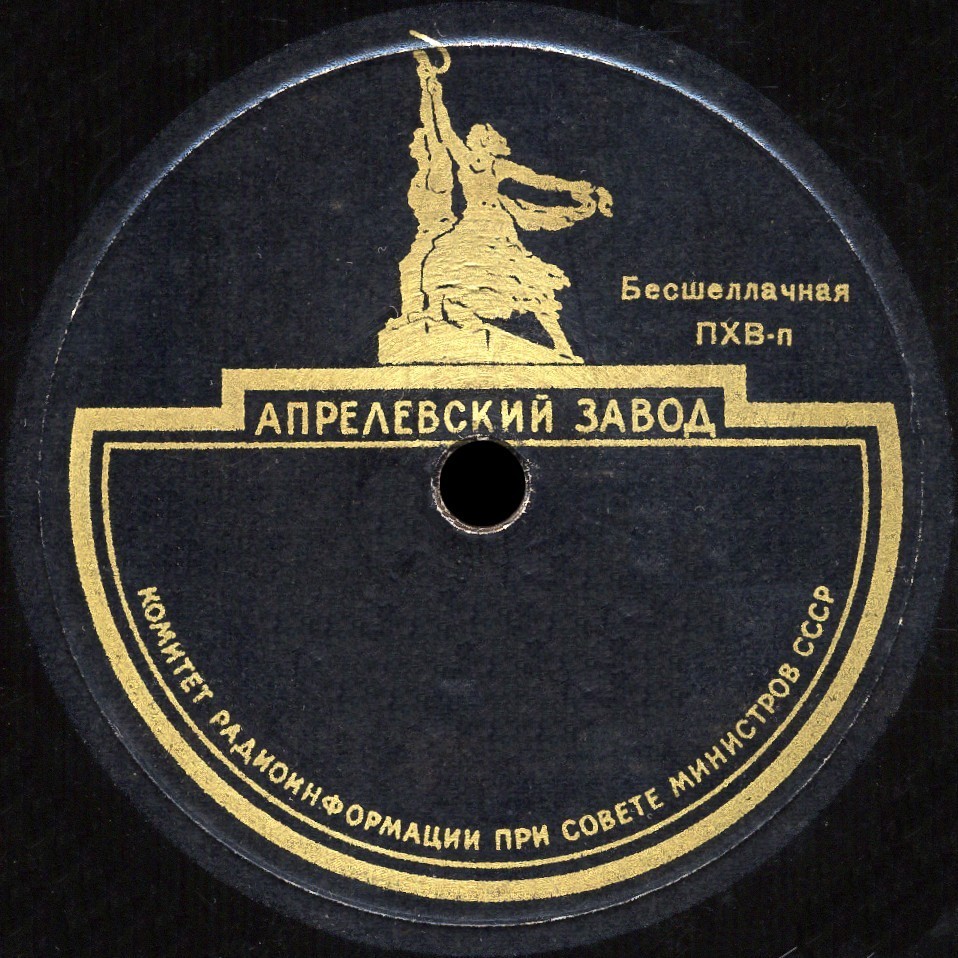 Бесшеллачная
ПХВ-п
АПРЕЛЕВСКИЙ ЗАВОД
КОМИТЕТ РАДИОИНФОРМАЦИИ ПРИ СОВЕТЕ МИНИСТРОВ СССР